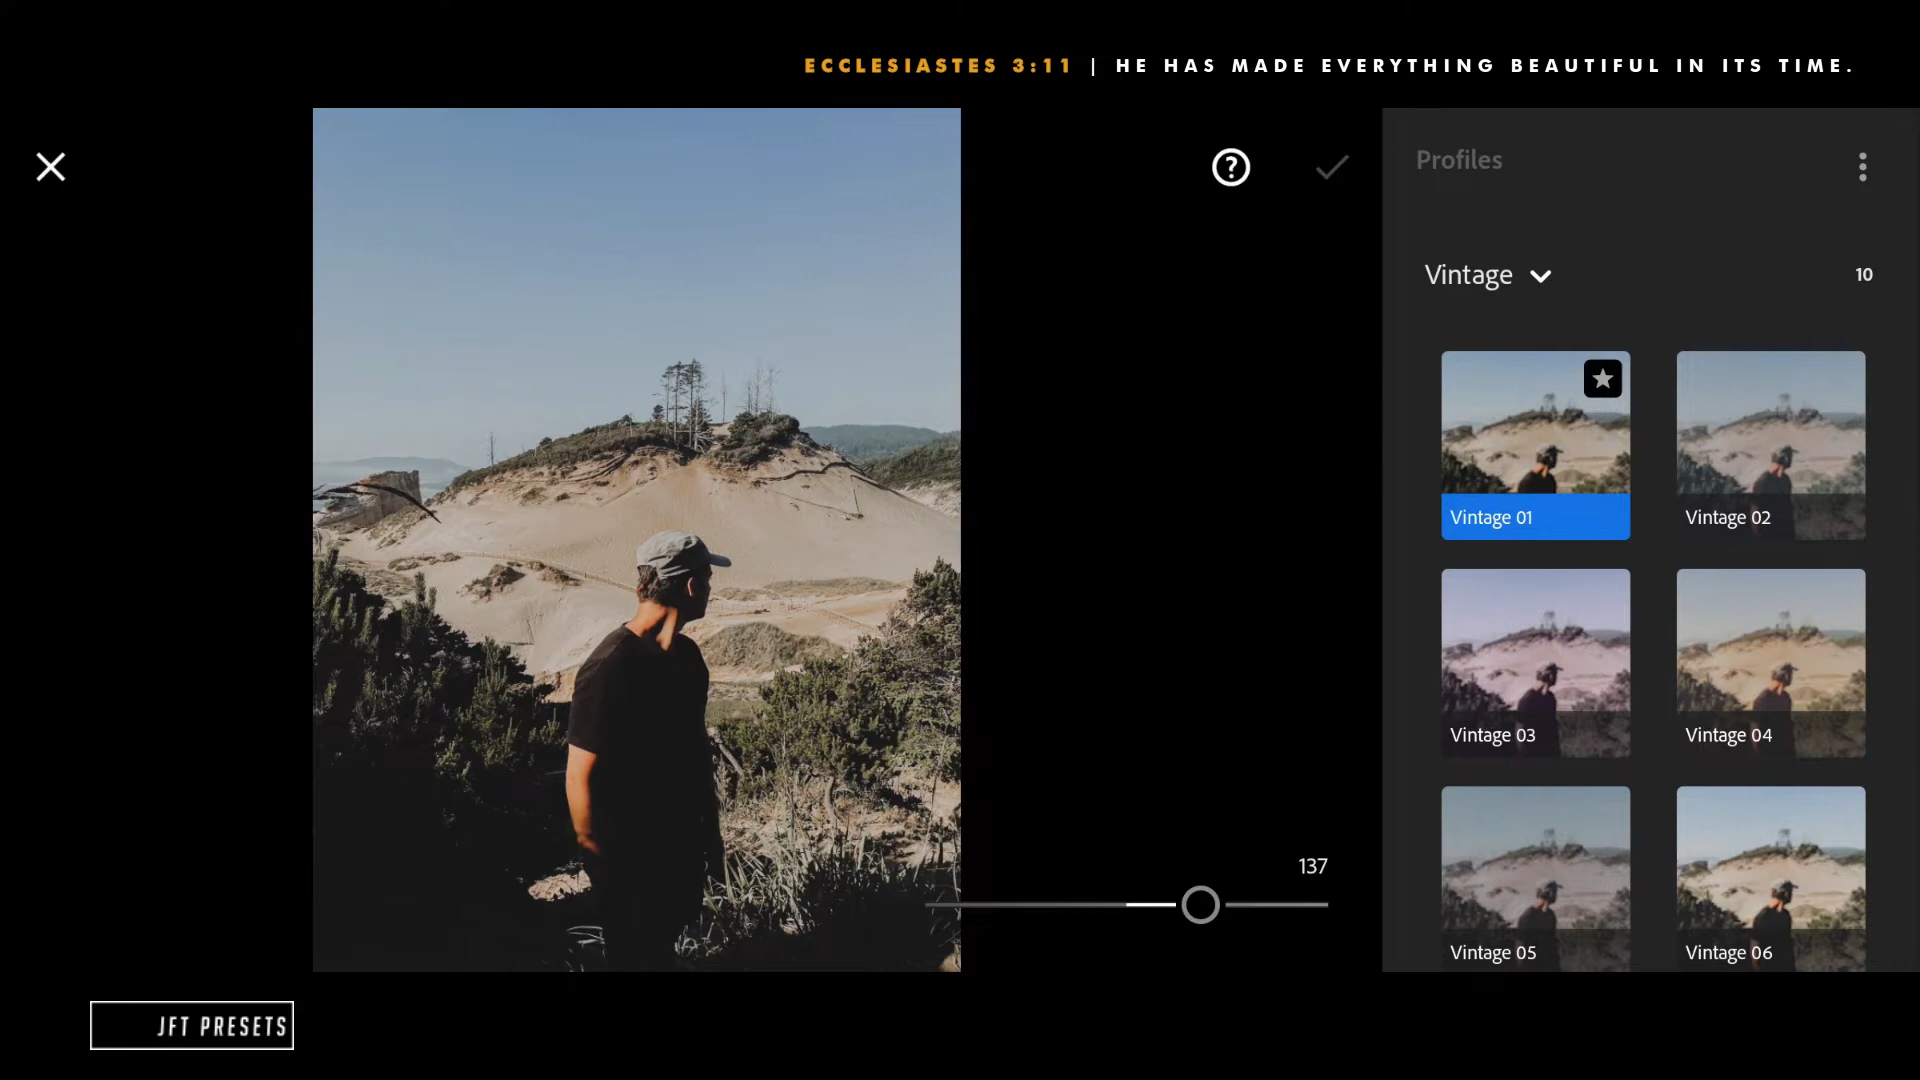 ECCLESIASTES 3:11 | HE HAS MADE EVERYTHING BEAUTIFUL IN ITS TIME.
Profiles
Vintage 10
Vintage 01 Vintage 02
Vintage 03 Vintage 04
137
Vintage 05 Vintage 06
JFT PRESETS